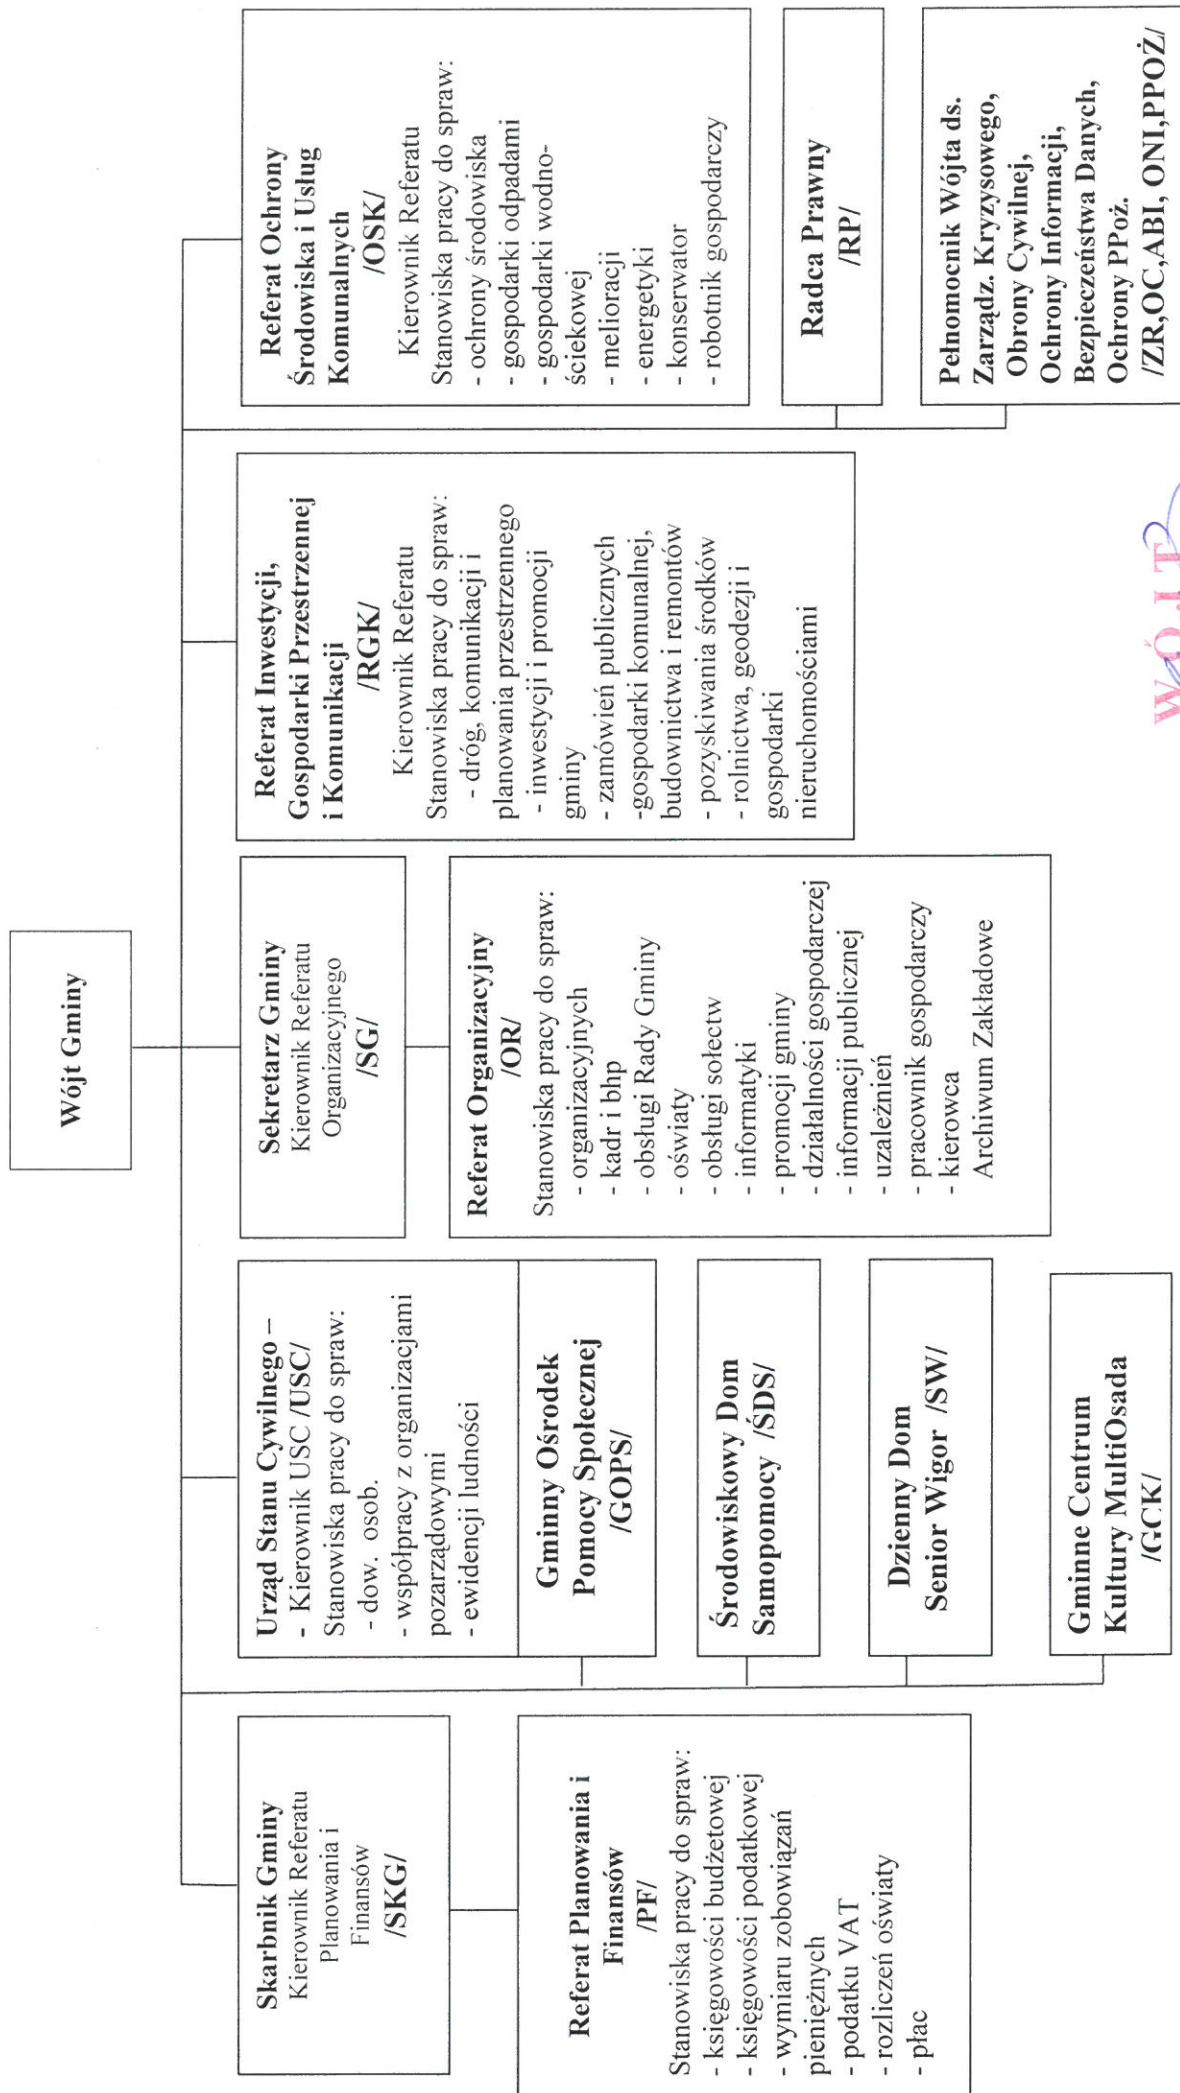 Wójt Gminy
Skarbnik Gminy
Kierownik Referatu
Planowania i
Finansów
/SKG/
Referat Planowania i
Finansów
/PF/
Stanowiska pracy do spraw:
- księgowości budżetowej
- księgowości podatkowej
- wymiaru zobowiązań
pieniężnych
- podatku VAT
- rozliczeń oświaty
- płac
Urząd Stanu Cywilnego –
- Kierownik USC /USC/
Stanowiska pracy do spraw:
- dow. osob.
- współpracy z organizacjami
pozarządowymi
- ewidencji ludności
Gminny Ośrodek
Pomocy Społecznej
/GOPS/
Środowiskowy Dom
Samopomocy /ŚDS/
Dzienny Dom
Senior Wigor /SW/
Gminne Centrum
Kultury MultiOsada
/GCK/
Sekretarz Gminy
Kierownik Referatu
Organizacyjnego
/SG/
Referat Organizacyjny
/OR/
Stanowiska pracy do spraw:
- organizacyjnych
- kadr i bhp
- obsługi Rady Gminy
- oświaty
- obsługi sołectw
- informatyki
- promocji gminy
działalności gospodarczej
- informacji publicznej
- uzależnień
- pracownik gospodarczy
- kierowca
Archiwum Zakładowe
Referat Inwestycji,
Gospodarki Przestrzennej
i Komunikacji
/RGK/
Kierownik Referatu
Stanowiska pracy do spraw:
- dróg, komunikacji i
planowania przestrzennego
- inwestycji i promocji
gminy
- zamówień publicznych
-gospodarki komunalnej,
budownictwa i remontów
- pozyskiwania środków
- rolnictwa, geodezji i
gospodarki
nieruchomościami
Referat Ochrony
Środowiska i Usług
Komunalnych
/OSK/
Kierownik Referatu
Stanowiska pracy do spraw:
- ochrony środowiska
- gospodarki odpadami
- gospodarki wodno-
ściekowej
- melioracji
- energetyki
- konserwator
- robotnik gospodarczy
Radca Prawny
/RP/
Pełnomocnik Wójta ds.
Zarządz. Kryzysowego,
Obrony Cywilnej,
Ochrony Informacji,
Bezpieczeństwa Danych,
Ochrony PPoż.
/ZR,OC,ABI, ONI,PPOŻ/
WÓJT